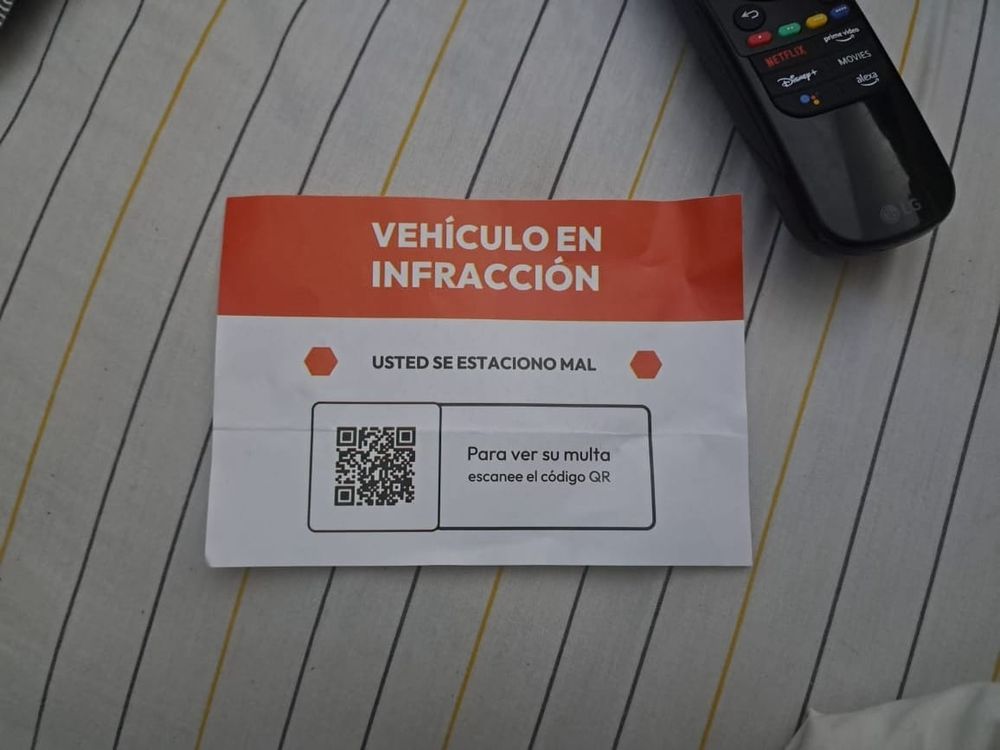 prime video
NETFLIX
MOVIES
Disney+
alexa
LG
VEHÍCULO EN
INFRACCIÓN
USTED SE ESTACIONO MAL
Para ver su multa
escanee el código QR